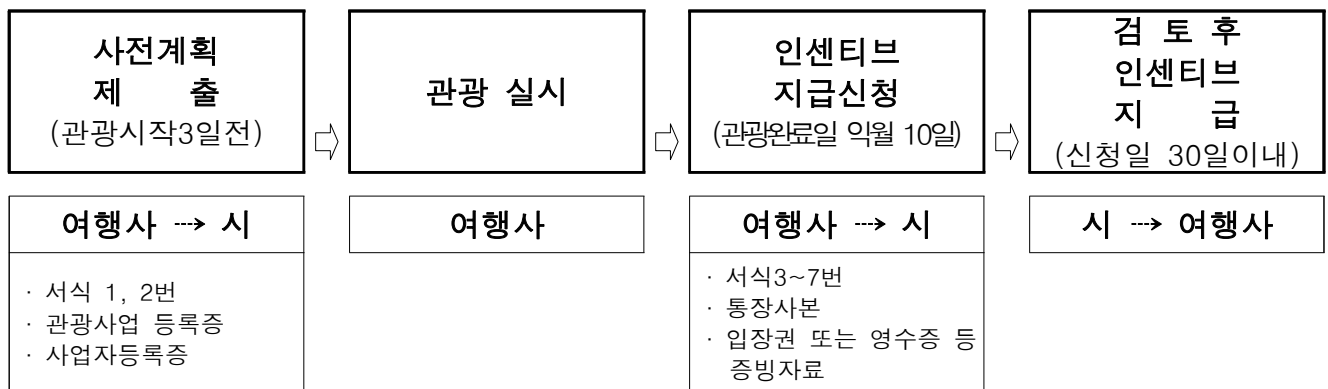 사전계획
제 출
(관광시작3일전)
관광 실시
인센티브
지급신청
(관광완료일 익월 10일)
검 토 후
인센티브
지 급
(신청일 30일이내)
여행사 ⤏ 시
· 서식 1, 2번
· 관광사업 등록증
· 사업자등록증
여행사
여행사 ⤏ 시
· 서식3~7번
· 통장사본
· 입장권 또는 영수증 등
증빙자료
시 ⤏ 여행사